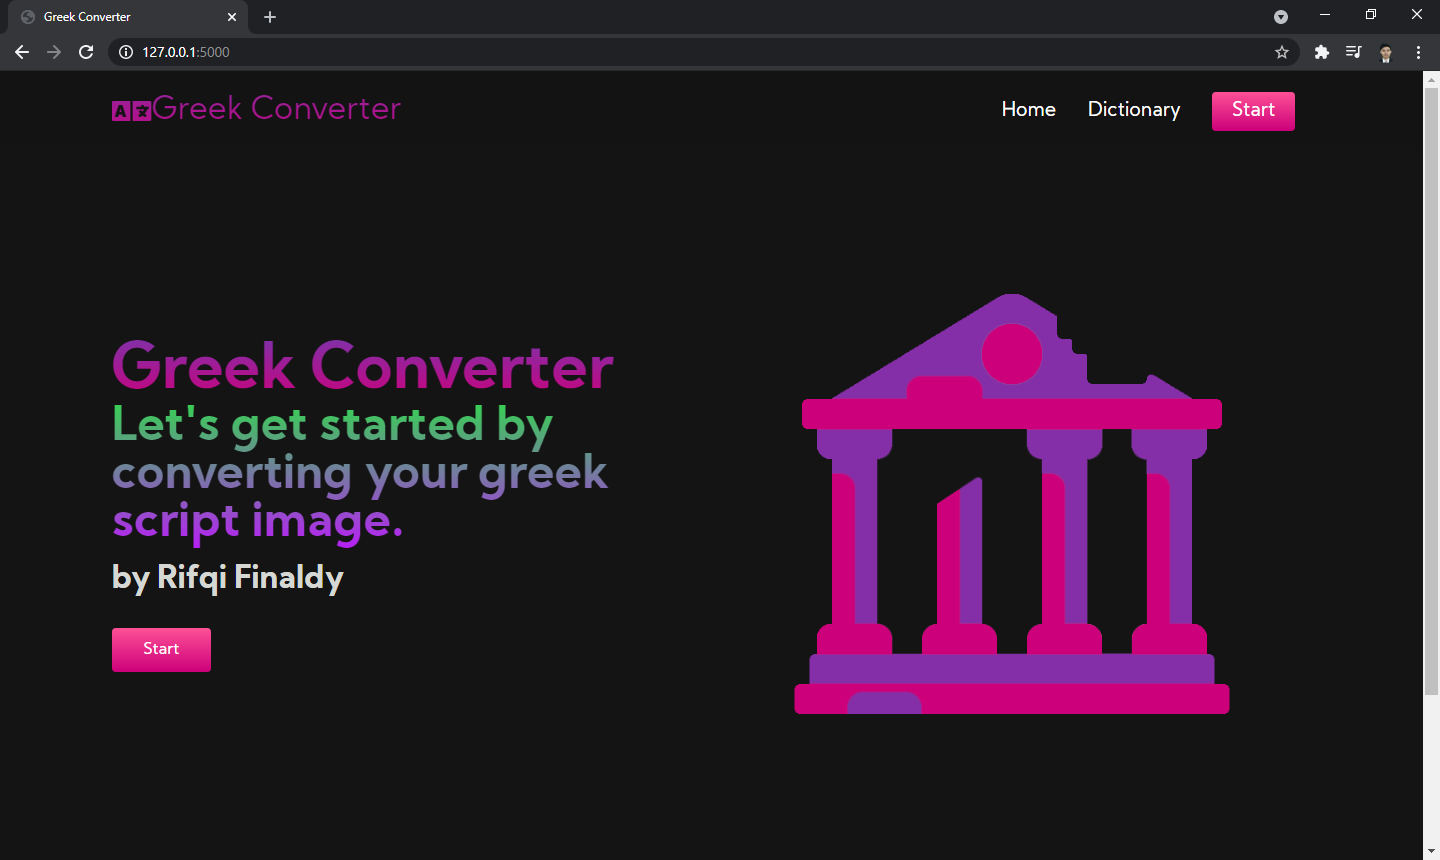 Greek Converter
127.0.0.1:5000
Greek Converter
Home Dictionary Start
Greek Converter
Let's get started by
converting your greek
script image.
by Rifqi Finaldy
Start